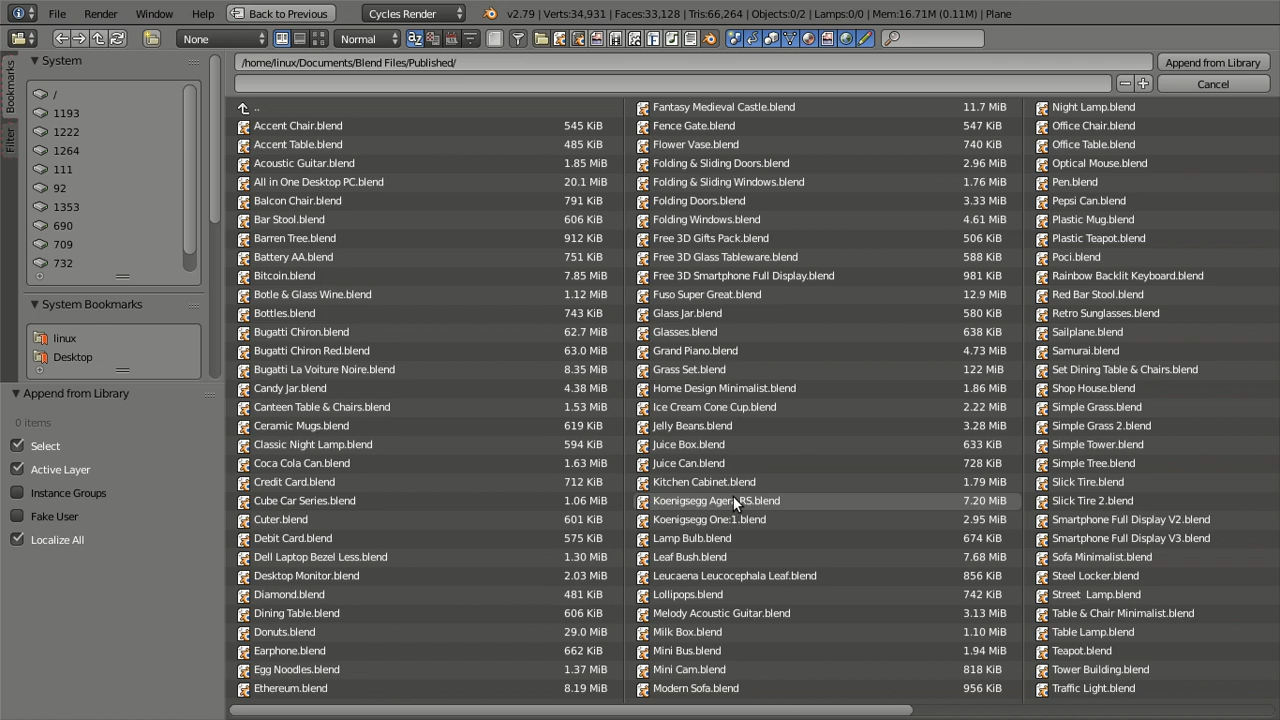 File Render Window Help Back to Previous Cycles Render v2.79 | Verts:34,931 | Faces:33,128 | Tris:66,264 | Objects:0/2 | Lamps:0/0 | Mem:16.71M (0.11M) | Plane
None Normal
Bookmarks
Filter
System
/
1193
1222
1264
111
92
1353
690
709
732
System Bookmarks
linux
Desktop
Append from Library
0 items
Select
Active Layer
Instance Groups
Fake User
Localize All
/home/linux/Documents/Blend Files/Published/
Append from Library
Cancel
..
Accent Chair.blend 545 KiB
Accent Table.blend 485 KiB
Acoustic Guitar.blend 1.85 MiB
All in One Desktop PC.blend 20.1 MiB
Balcon Chair.blend 791 KiB
Bar Stool.blend 606 KiB
Barren Tree.blend 912 KiB
Battery AA.blend 751 KiB
Bitcoin.blend 7.85 MiB
Botle & Glass Wine.blend 1.12 MiB
Bottles.blend 743 KiB
Bugatti Chiron.blend 62.7 MiB
Bugatti Chiron Red.blend 63.0 MiB
Bugatti La Voiture Noire.blend 8.35 MiB
Candy Jar.blend 4.38 MiB
Canteen Table & Chairs.blend 1.53 MiB
Ceramic Mugs.blend 619 KiB
Classic Night Lamp.blend 594 KiB
Coca Cola Can.blend 1.63 MiB
Credit Card.blend 712 KiB
Cube Car Series.blend 1.06 MiB
Cuter.blend 601 KiB
Debit Card.blend 575 KiB
Dell Laptop Bezel Less.blend 1.30 MiB
Desktop Monitor.blend 2.03 MiB
Diamond.blend 481 KiB
Dining Table.blend 606 KiB
Donuts.blend 29.0 MiB
Earphone.blend 662 KiB
Egg Noodles.blend 1.37 MiB
Ethereum.blend 8.19 MiB
Fantasy Medieval Castle.blend 11.7 MiB
Fence Gate.blend 547 KiB
Flower Vase.blend 740 KiB
Folding & Sliding Doors.blend 2.96 MiB
Folding & Sliding Windows.blend 1.76 MiB
Folding Doors.blend 3.33 MiB
Folding Windows.blend 4.61 MiB
Free 3D Gifts Pack.blend 506 KiB
Free 3D Glass Tableware.blend 588 KiB
Free 3D Smartphone Full Display.blend 981 KiB
Fuso Super Great.blend 12.9 MiB
Glass Jar.blend 580 KiB
Glasses.blend 638 KiB
Grand Piano.blend 4.73 MiB
Grass Set.blend 122 MiB
Home Design Minimalist.blend 1.86 MiB
Ice Cream Cone Cup.blend 2.22 MiB
Jelly Beans.blend 3.28 MiB
Juice Box.blend 633 KiB
Juice Can.blend 728 KiB
Kitchen Cabinet.blend 1.79 MiB
Koenigsegg Agera RS.blend 7.20 MiB
Koenigsegg One:1.blend 2.95 MiB
Lamp Bulb.blend 674 KiB
Leaf Bush.blend 7.68 MiB
Leucaena Leucocephala Leaf.blend 856 KiB
Lollipops.blend 742 KiB
Melody Acoustic Guitar.blend 3.13 MiB
Milk Box.blend 1.10 MiB
Mini Bus.blend 1.94 MiB
Mini Cam.blend 818 KiB
Modern Sofa.blend 956 KiB
Night Lamp.blend
Office Chair.blend
Office Table.blend
Optical Mouse.blend
Pen.blend
Pepsi Can.blend
Plastic Mug.blend
Plastic Teapot.blend
Poci.blend
Rainbow Backlit Keyboard.blend
Red Bar Stool.blend
Retro Sunglasses.blend
Sailplane.blend
Samurai.blend
Set Dining Table & Chairs.blend
Shop House.blend
Simple Grass.blend
Simple Grass 2.blend
Simple Tower.blend
Simple Tree.blend
Slick Tire.blend
Slick Tire 2.blend
Smartphone Full Display V2.blend
Smartphone Full Display V3.blend
Sofa Minimalist.blend
Steel Locker.blend
Street  Lamp.blend
Table & Chair Minimalist.blend
Table Lamp.blend
Teapot.blend
Tower Building.blend
Traffic Light.blend